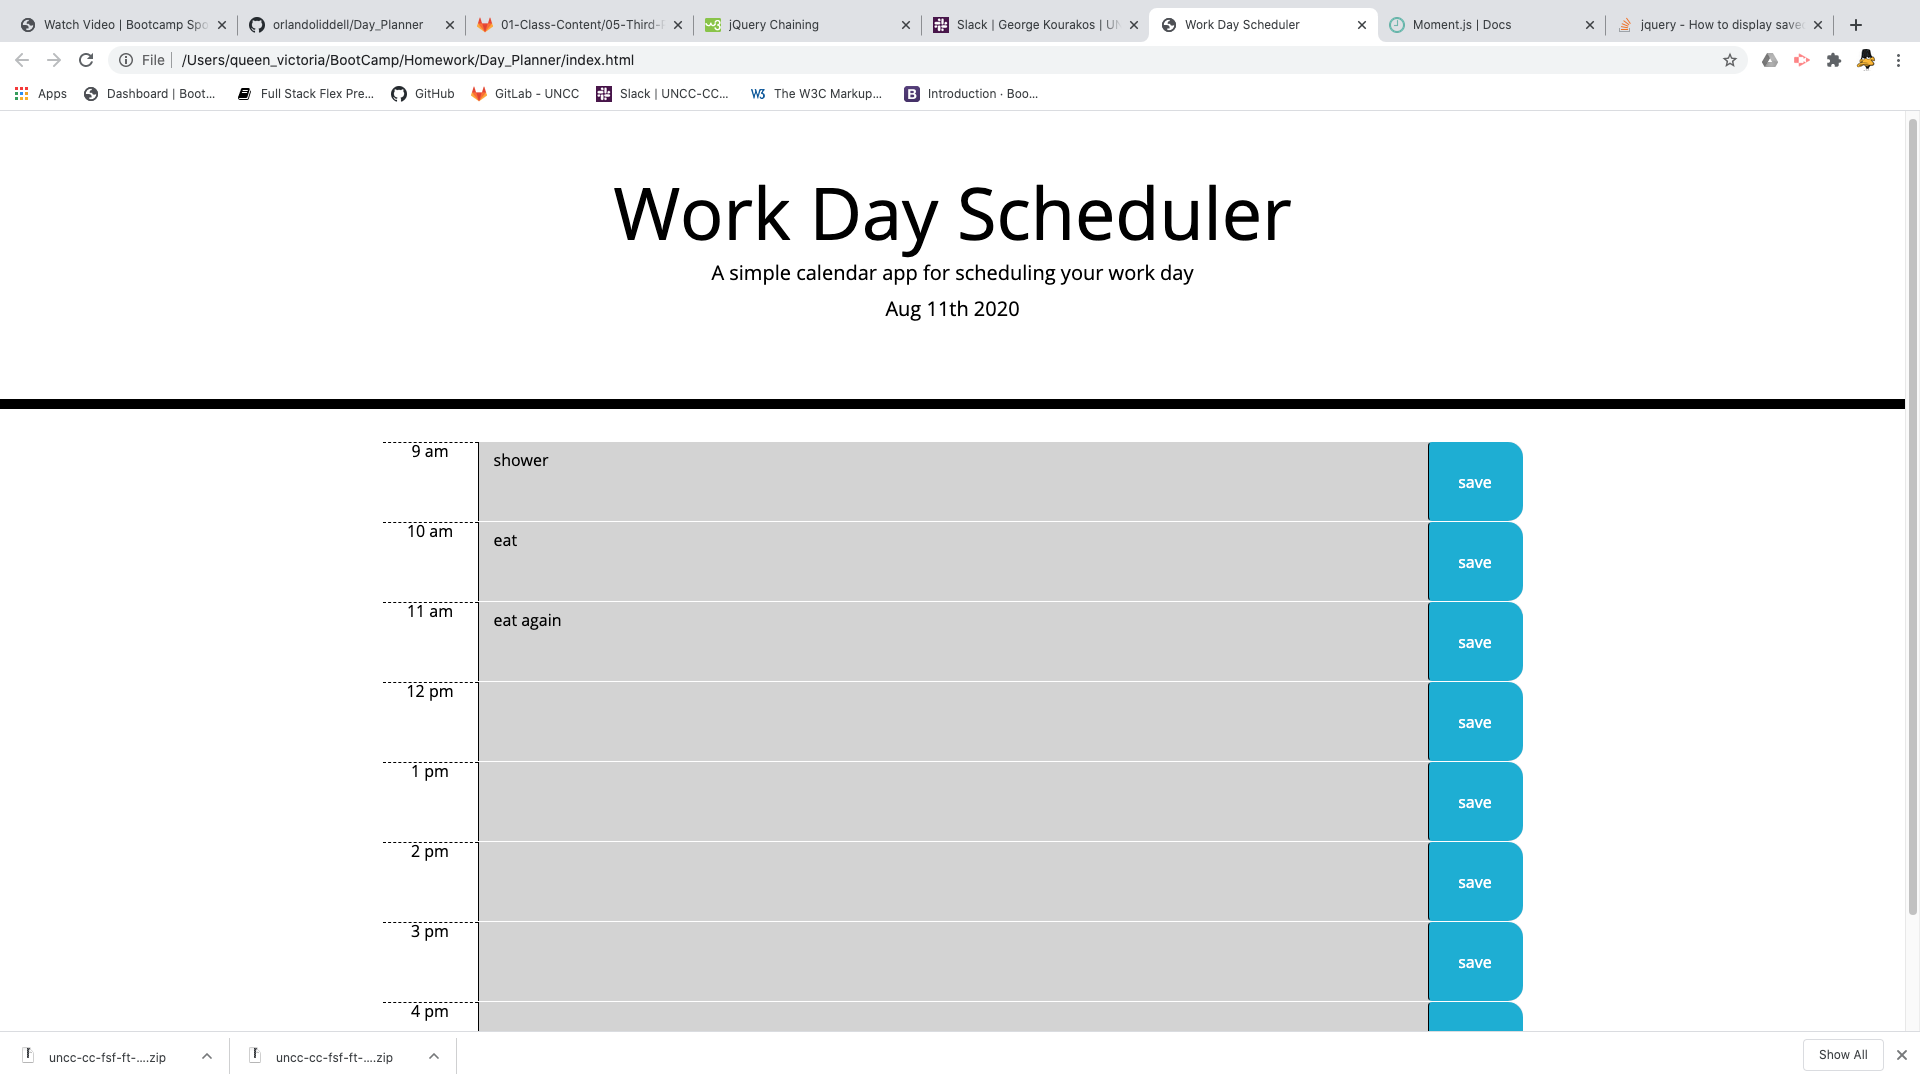 Watch Video | Bootcamp Spo
orlandoliddell/Day_Planner
01-Class-Content/05-Third-
jQuery Chaining
Slack | George Kourakos | UN
Work Day Scheduler
Moment.js | Docs
jquery - How to display save
File
/Users/queen_victoria/BootCamp/Homework/Day_Planner/index.html
Apps
Dashboard | Boot...
Full Stack Flex Pre...
GitHub
GitLab - UNCC
Slack | UNCC-CC...
The W3C Markup...
Introduction · Boo...
Work Day Scheduler
A simple calendar app for scheduling your work day
Aug 11th 2020
9 am
shower
save
10 am
eat
save
11 am
eat again
save
12 pm
save
1 pm
save
2 pm
save
3 pm
save
4 pm
uncc-cc-fsf-ft-....zip
uncc-cc-fsf-ft-....zip
Show All